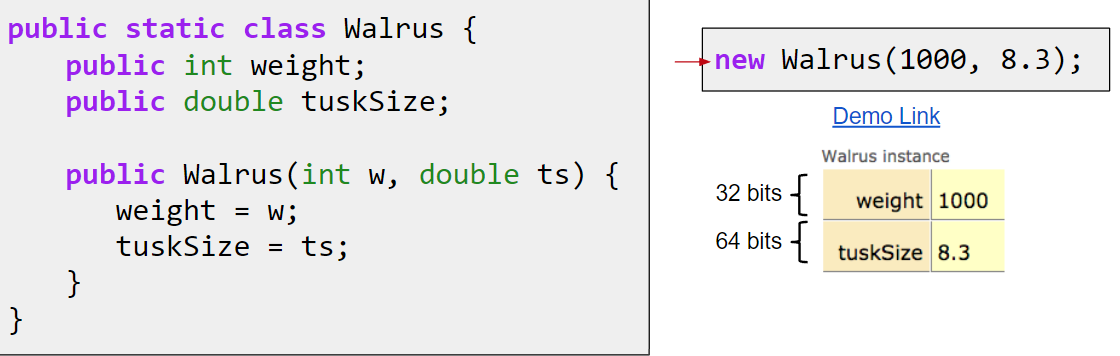 public static class Walrus {
public int weight;
public double tuskSize;
public Walrus(int w, double ts) {
weight = w;
tuskSize = ts;
}
}
new Walrus(1000, 8.3);
Demo Link
Walrus instance
32 bits weight 1000
64 bits tuskSize 8.3